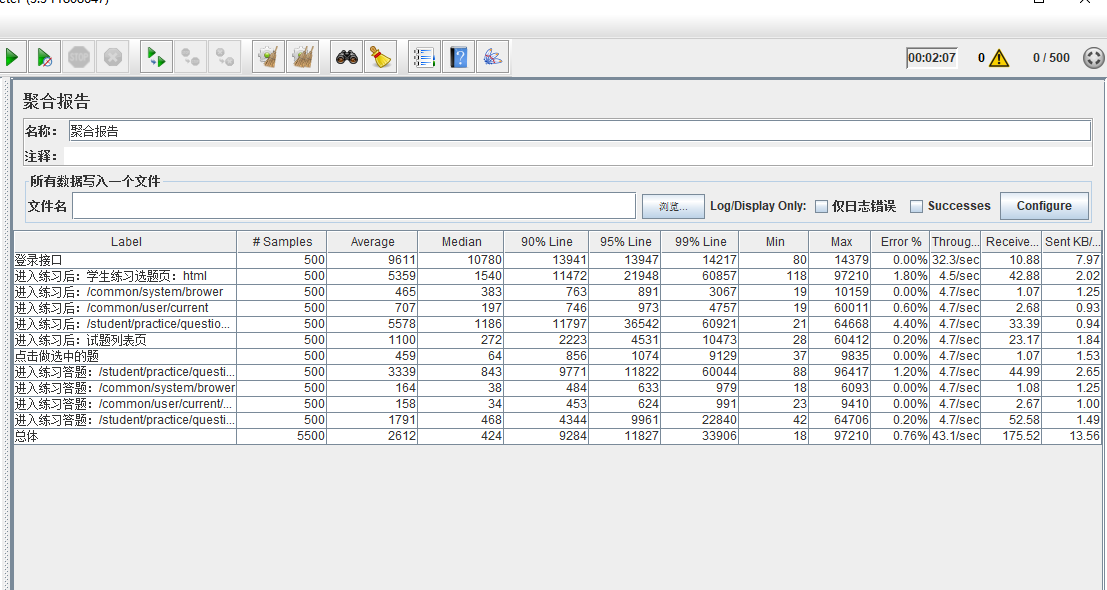 00:02:07 0 0 / 500
聚合报告
名称： 聚合报告
注释：
所有数据写入一个文件
文件名 浏览... Log/Display Only: 仅日志错误 Successes Configure
Label # Samples Average Median 90% Line 95% Line 99% Line Min Max Error % Throug... Receive... Sent KB/...
登录接口 500 9611 10780 13941 13947 14217 80 14379 0.00% 32.3/sec 10.88 7.97
进入练习后：学生练习选题页：html 500 5359 1540 11472 21948 60857 118 97210 1.80% 4.5/sec 42.88 2.02
进入练习后：/common/system/brower 500 465 383 763 891 3067 19 10159 0.00% 4.7/sec 1.07 1.25
进入练习后：/common/user/current 500 707 197 746 973 4757 19 60011 0.60% 4.7/sec 2.68 0.93
进入练习后：/student/practice/questio... 500 5578 1186 11797 36542 60921 21 64668 4.40% 4.7/sec 33.39 0.94
进入练习后：试题列表页 500 1100 272 2223 4531 10473 28 60412 0.20% 4.7/sec 23.17 1.84
点击做选中的题 500 459 64 856 1074 9129 37 9835 0.00% 4.7/sec 1.07 1.53
进入练习答题：/student/practice/questi... 500 3339 843 9771 11822 60044 88 96417 1.20% 4.7/sec 44.99 2.65
进入练习答题：/common/system/brower 500 164 38 484 633 979 18 6093 0.00% 4.7/sec 1.08 1.25
进入练习答题：/common/user/current/... 500 158 34 453 624 991 23 9410 0.00% 4.7/sec 2.67 1.00
进入练习答题：/student/practice/questi... 500 1791 468 4344 9961 22840 42 64706 0.20% 4.7/sec 52.58 1.49
总体 5500 2612 424 9284 11827 33906 18 97210 0.76% 43.1/sec 175.52 13.56